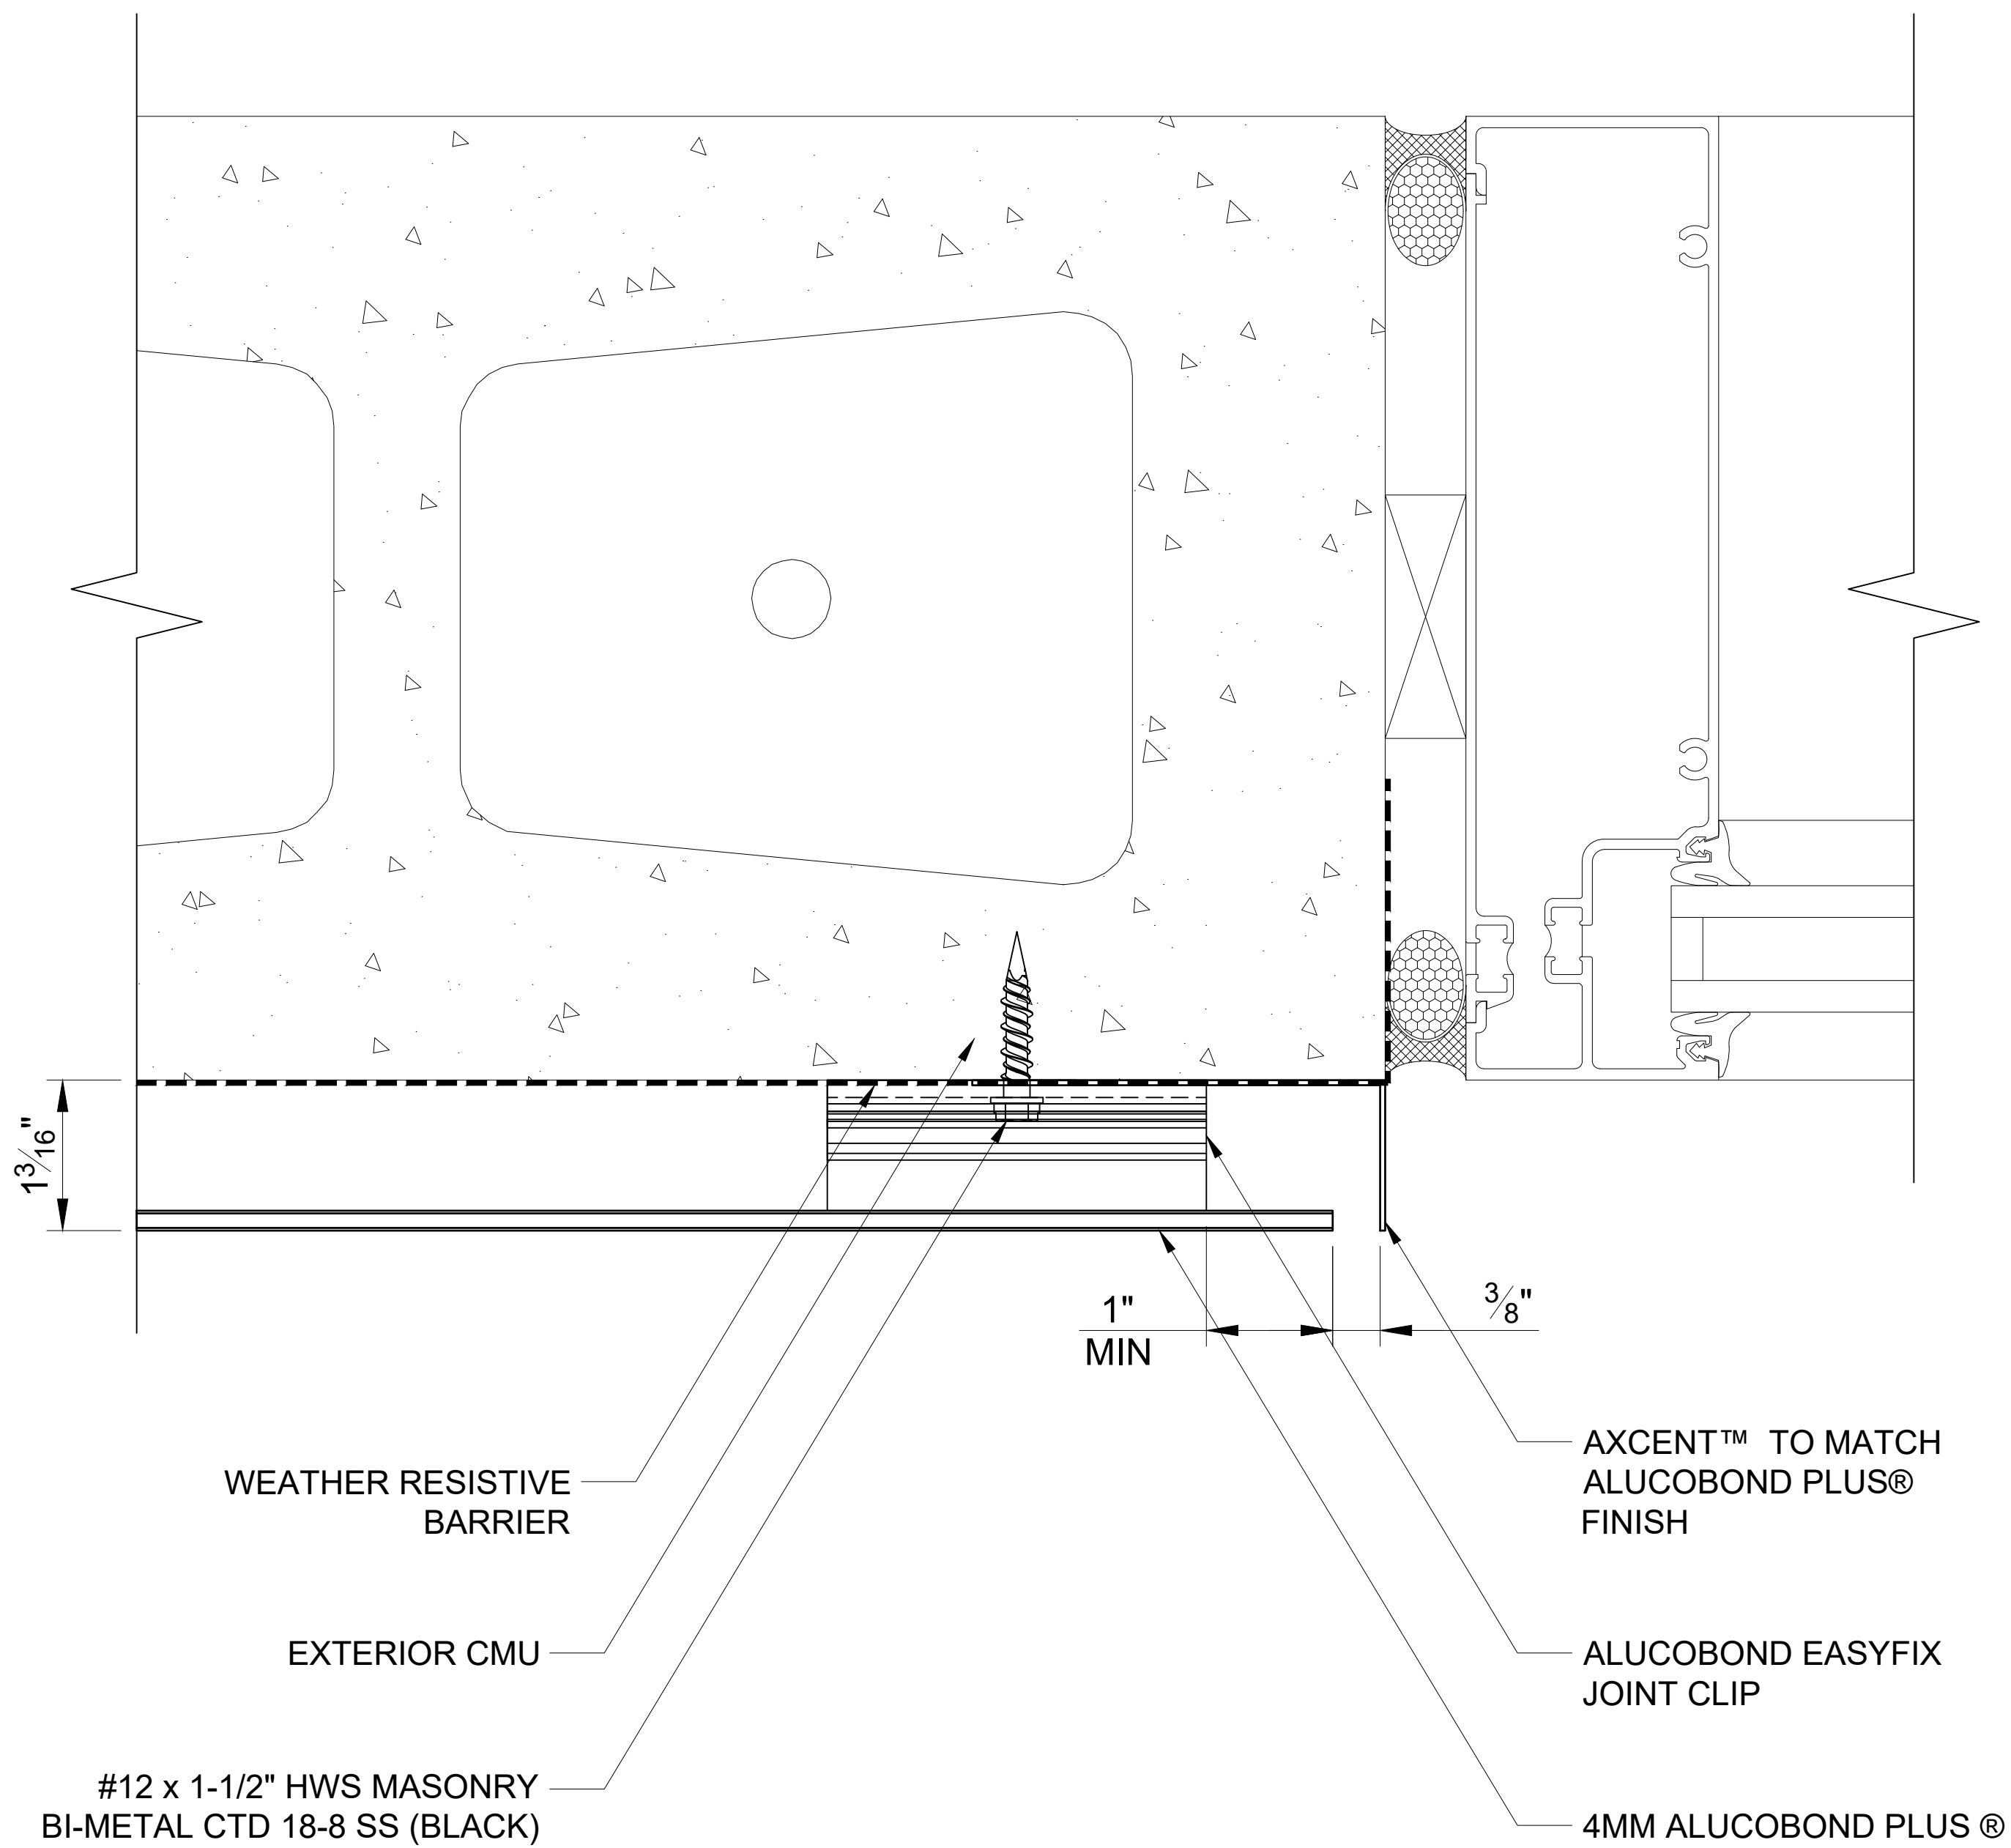 1 3/16"
1"
MIN
3/8"
WEATHER RESISTIVE
BARRIER
EXTERIOR CMU
#12 x 1-1/2" HWS MASONRY
BI-METAL CTD 18-8 SS (BLACK)
AXCENT™ TO MATCH
ALUCOBOND PLUS®
FINISH
ALUCOBOND EASYFIX
JOINT CLIP
4MM ALUCOBOND PLUS ®